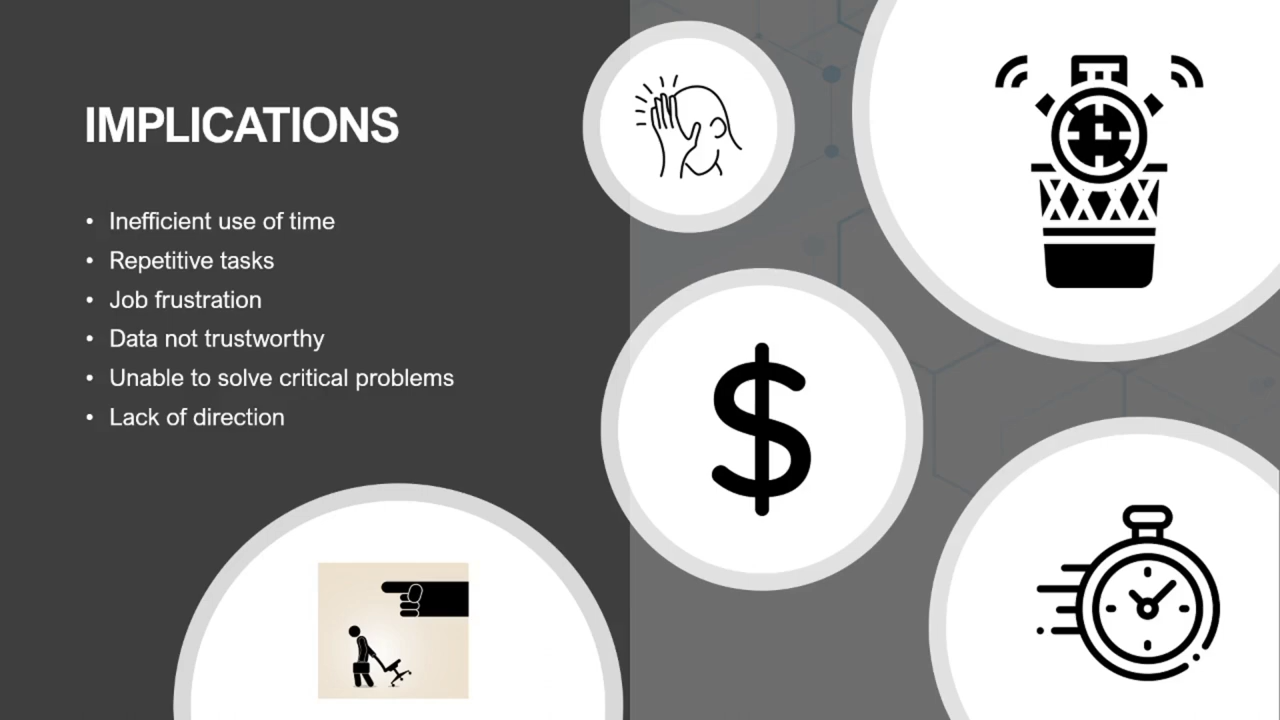 IMPLICATIONS
• Inefficient use of time
• Repetitive tasks
• Job frustration
• Data not trustworthy
• Unable to solve critical problems
• Lack of direction
$